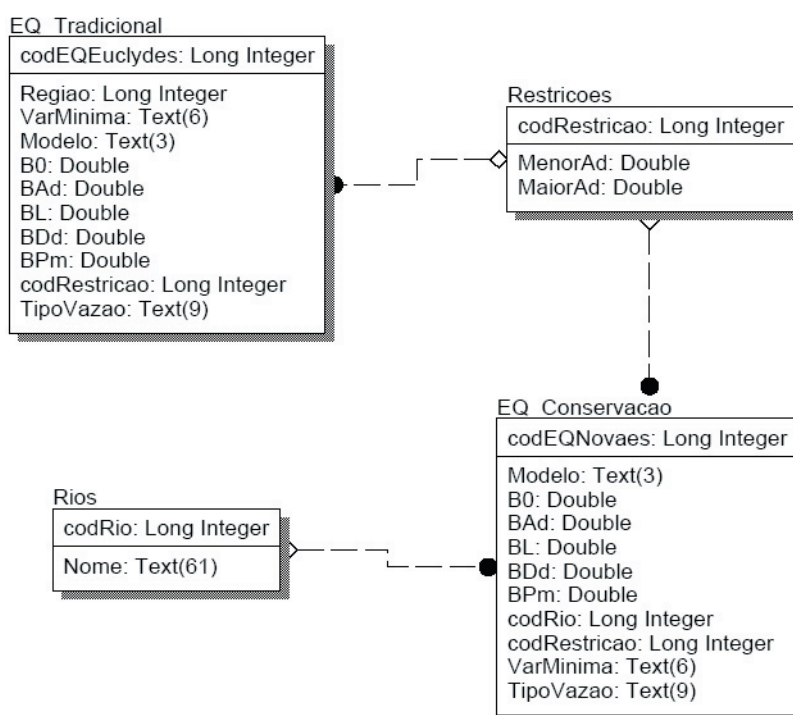 EQ_Tradicional
codEQEuclydes: Long Integer
Regiao: Long Integer
VarMinima: Text(6)
Modelo: Text(3)
B0: Double
BAd: Double
BL: Double
BDd: Double
BPm: Double
codRestricao: Long Integer
TipoVazao: Text(9)
Restricoes
codRestricao: Long Integer
MenorAd: Double
MaiorAd: Double
EQ_Conservacao
codEQNovaes: Long Integer
Modelo: Text(3)
B0: Double
BAd: Double
BL: Double
BDd: Double
BPm: Double
codRio: Long Integer
codRestricao: Long Integer
VarMinima: Text(6)
TipoVazao: Text(9)
Rios
codRio: Long Integer
Nome: Text(61)